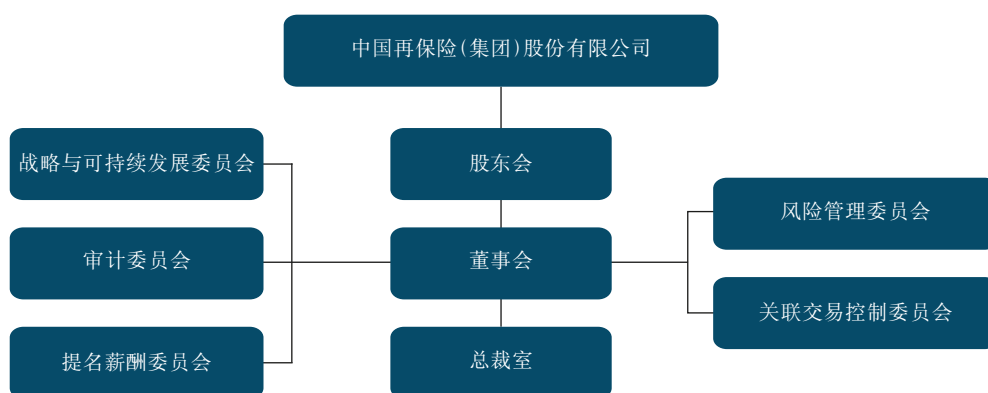 中国再保险(集团)股份有限公司
战略与可持续发展委员会
股东会
风险管理委员会
审计委员会
董事会
关联交易控制委员会
提名薪酬委员会
总裁室